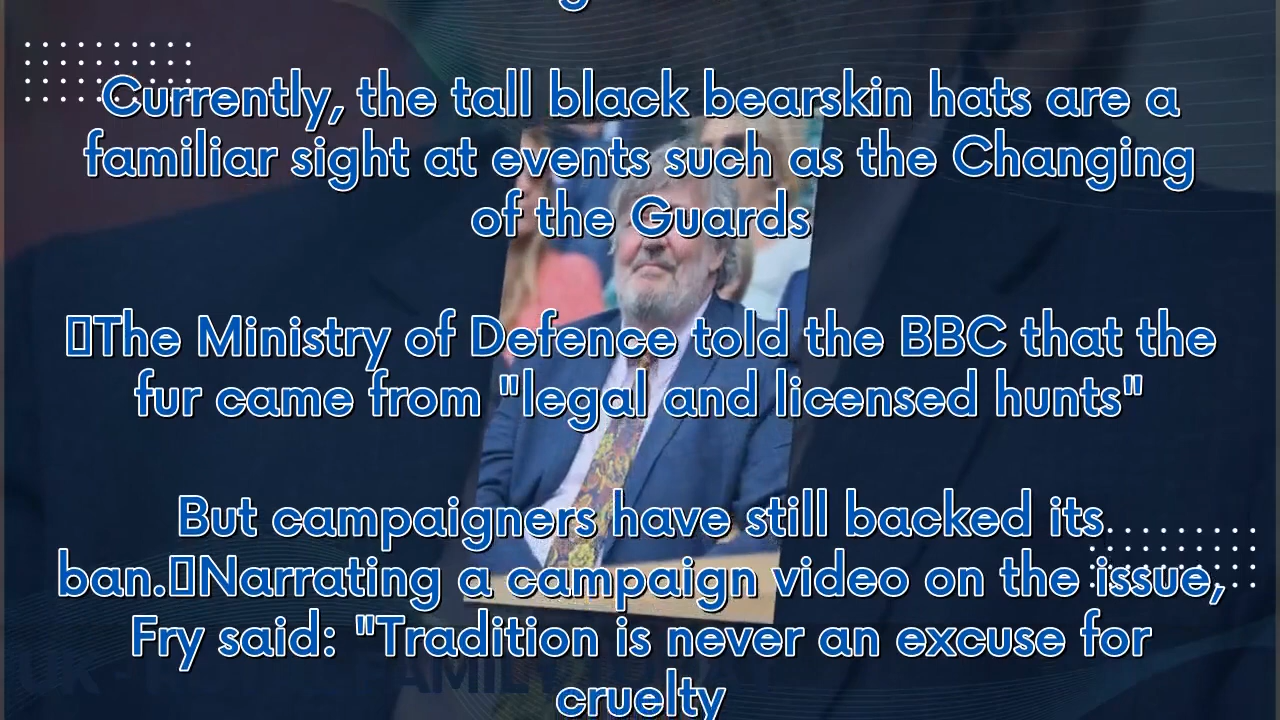 Currently, the tall black bearskin hats are a
familiar sight at events such as the Changing
of the Guards
▯The Ministry of Defence told the BBC that the
fur came from "legal and licensed hunts"
But campaigners have still backed its
ban.▯Narrating a campaign video on the issue,
Fry said: "Tradition is never an excuse for
cruelty